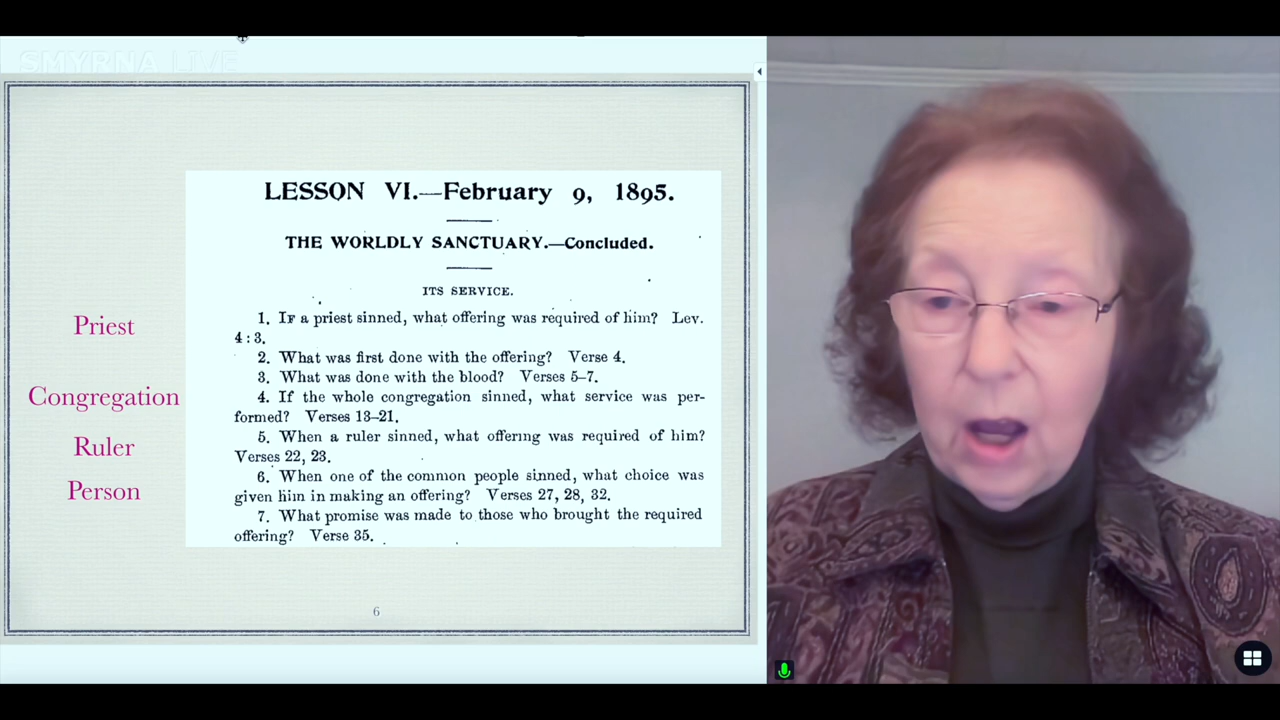 SMYRNA LIVE
LESSON VI.—February 9, 1895.
THE WORLDLY SANCTUARY.—Concluded.
ITS SERVICE.
1. If a priest sinned, what offering was required of him? Lev.
4:3.
2. What was first done with the offering? Verse 4.
3. What was done with the blood? Verses 5–7.
4. If the whole congregation sinned, what service was per-
formed? Verses 13–21.
5. When a ruler sinned, what offering was required of him?
Verses 22, 23.
6. When one of the common people sinned, what choice was
given him in making an offering? Verses 27, 28, 32.
7. What promise was made to those who brought the required
offering? Verse 35.
Priest
Congregation
Ruler
Person
6